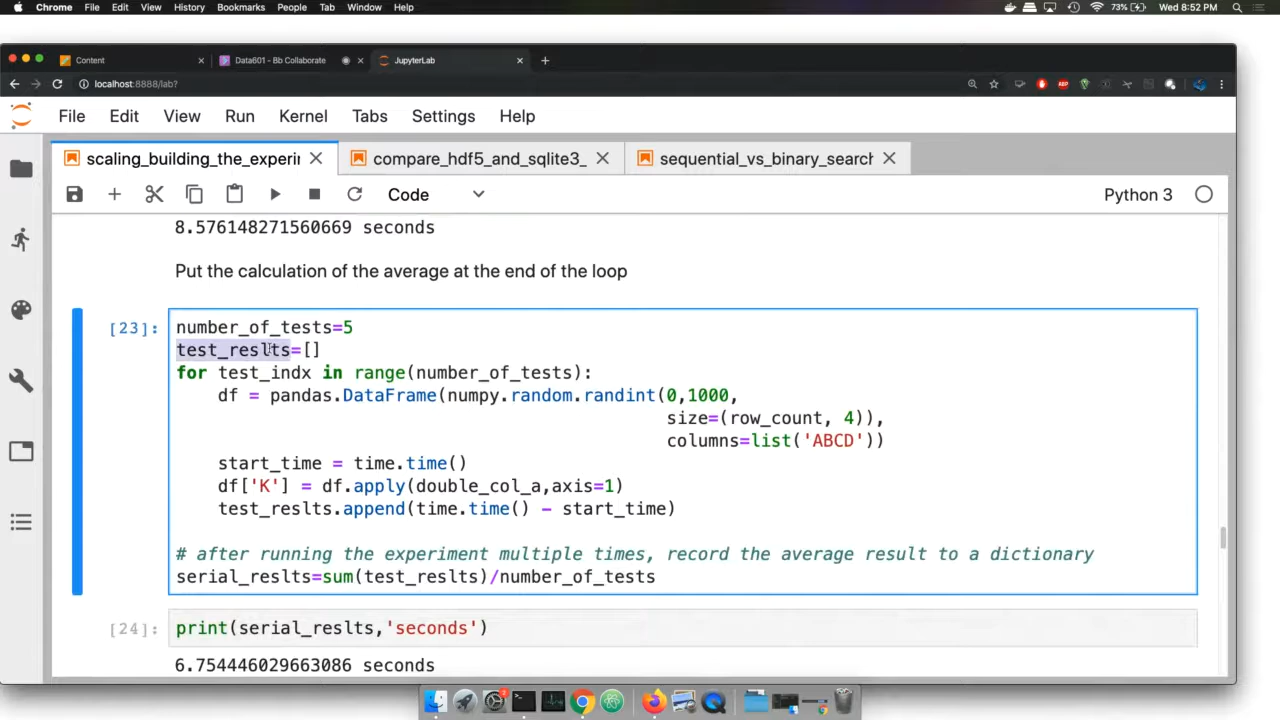 Chrome File Edit View History Bookmarks People Tab Window Help 73% Wed 8:52 PM
Content Data601 - Bb Collaborate JupyterLab
localhost:8888/lab? ABP
File Edit View Run Kernel Tabs Settings Help
scaling_building_the_experir compare_hdf5_and_sqlite3_ sequential_vs_binary_search
Code Python 3
8.576148271560669 seconds
Put the calculation of the average at the end of the loop
[23]: number_of_tests=5
test_reslts=[]
for test_indx in range(number_of_tests):
df = pandas.DataFrame(numpy.random.randint(0,1000,
size=(row_count, 4)),
columns=list('ABCD'))
start_time = time.time()
df['K'] = df.apply(double_col_a,axis=1)
test_reslts.append(time.time() - start_time)
# after running the experiment multiple times, record the average result to a dictionary
serial_reslts=sum(test_reslts)/number_of_tests
[24]: print(serial_reslts,'seconds')
6.754446029663086 seconds